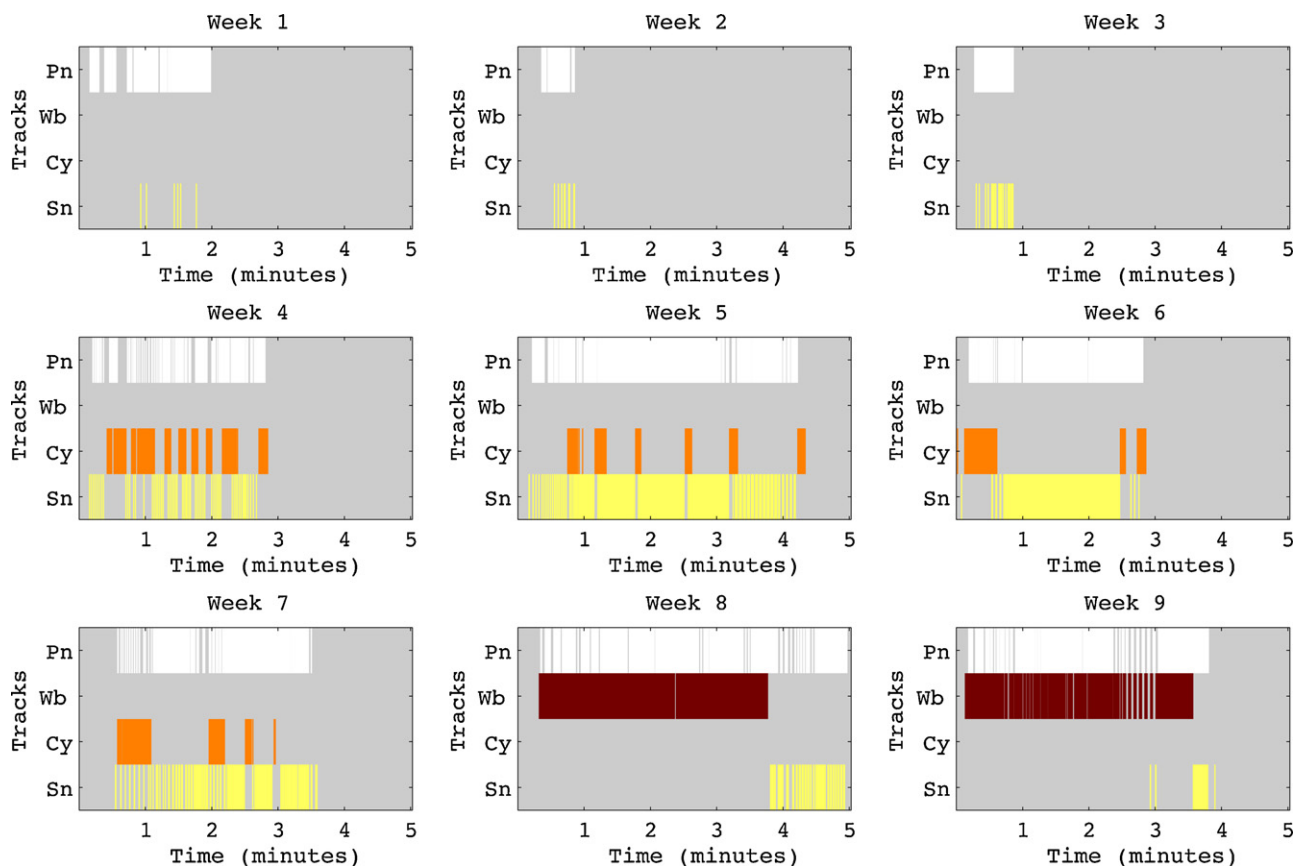 Week 1
Week 2
Week 3
Tracks
Pn
Wb
Cy
Sn
1 2 3 4 5
Time (minutes)
Tracks
Pn
Wb
Cy
Sn
1 2 3 4 5
Time (minutes)
Tracks
Pn
Wb
Cy
Sn
1 2 3 4 5
Time (minutes)
Week 4
Week 5
Week 6
Tracks
Pn
Wb
Cy
Sn
1 2 3 4 5
Time (minutes)
Tracks
Pn
Wb
Cy
Sn
1 2 3 4 5
Time (minutes)
Tracks
Pn
Wb
Cy
Sn
1 2 3 4 5
Time (minutes)
Week 7
Week 8
Week 9
Tracks
Pn
Wb
Cy
Sn
1 2 3 4 5
Time (minutes)
Tracks
Pn
Wb
Cy
Sn
1 2 3 4 5
Time (minutes)
Tracks
Pn
Wb
Cy
Sn
1 2 3 4 5
Time (minutes)